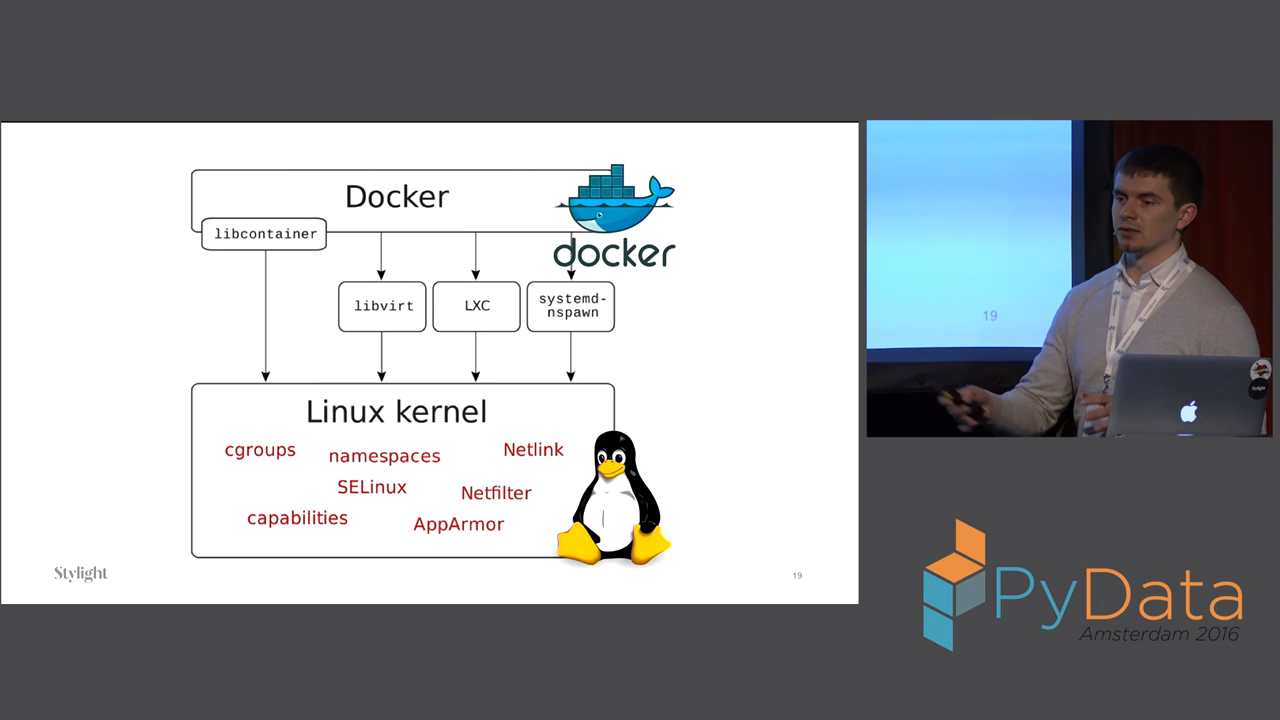 Docker
libcontainer
docker
libvirt
LXC
systemd-
nspawn
Linux kernel
cgroups
namespaces
Netlink
SELinux
Netfilter
capabilities
AppArmor
Stylight
19
19
PyData
Amsterdam 2016